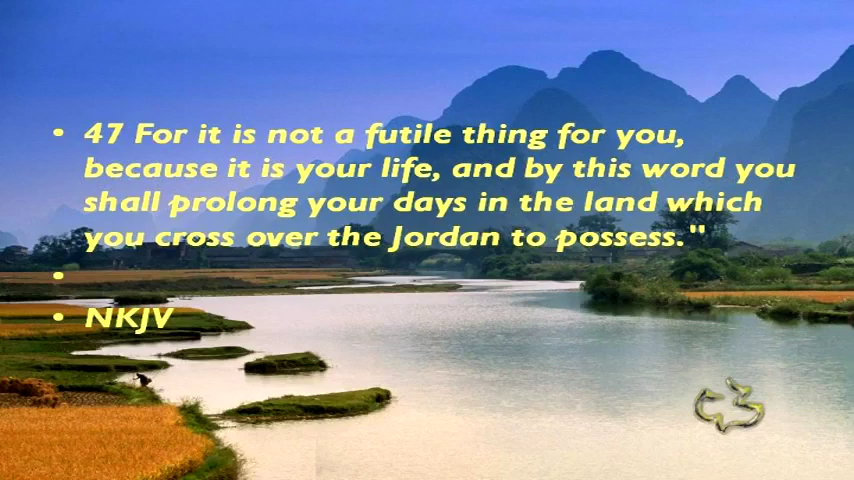 • 47 For it is not a futile thing for you,
because it is your life, and by this word you
shall prolong your days in the land which
you cross over the Jordan to possess."
•
• NKJV